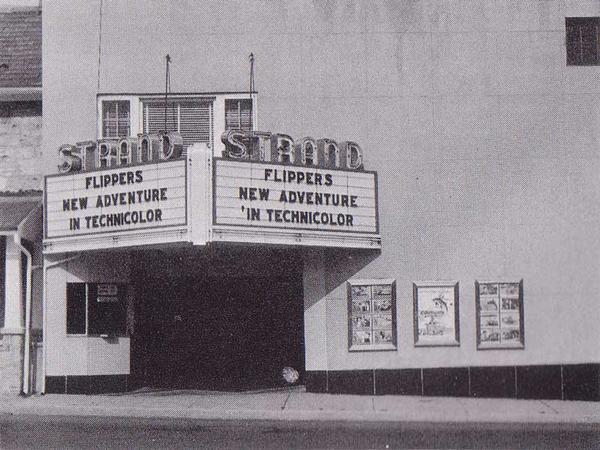 STRAND
FLIPPERS
NEW ADVENTURE
IN TECHNICOLOR
STRAND
FLIPPERS
NEW ADVENTURE
'IN TECHNICOLOR